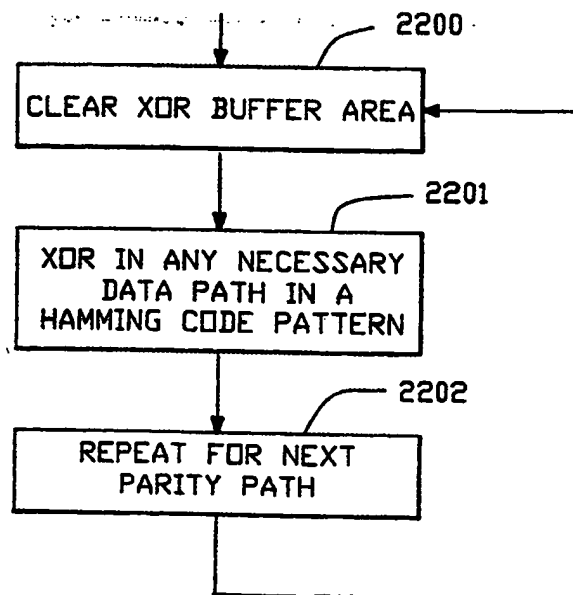 2200
CLEAR XOR BUFFER AREA
2201
XOR IN ANY NECESSARY
DATA PATH IN A
HAMMING CODE PATTERN
2202
REPEAT FOR NEXT
PARITY PATH